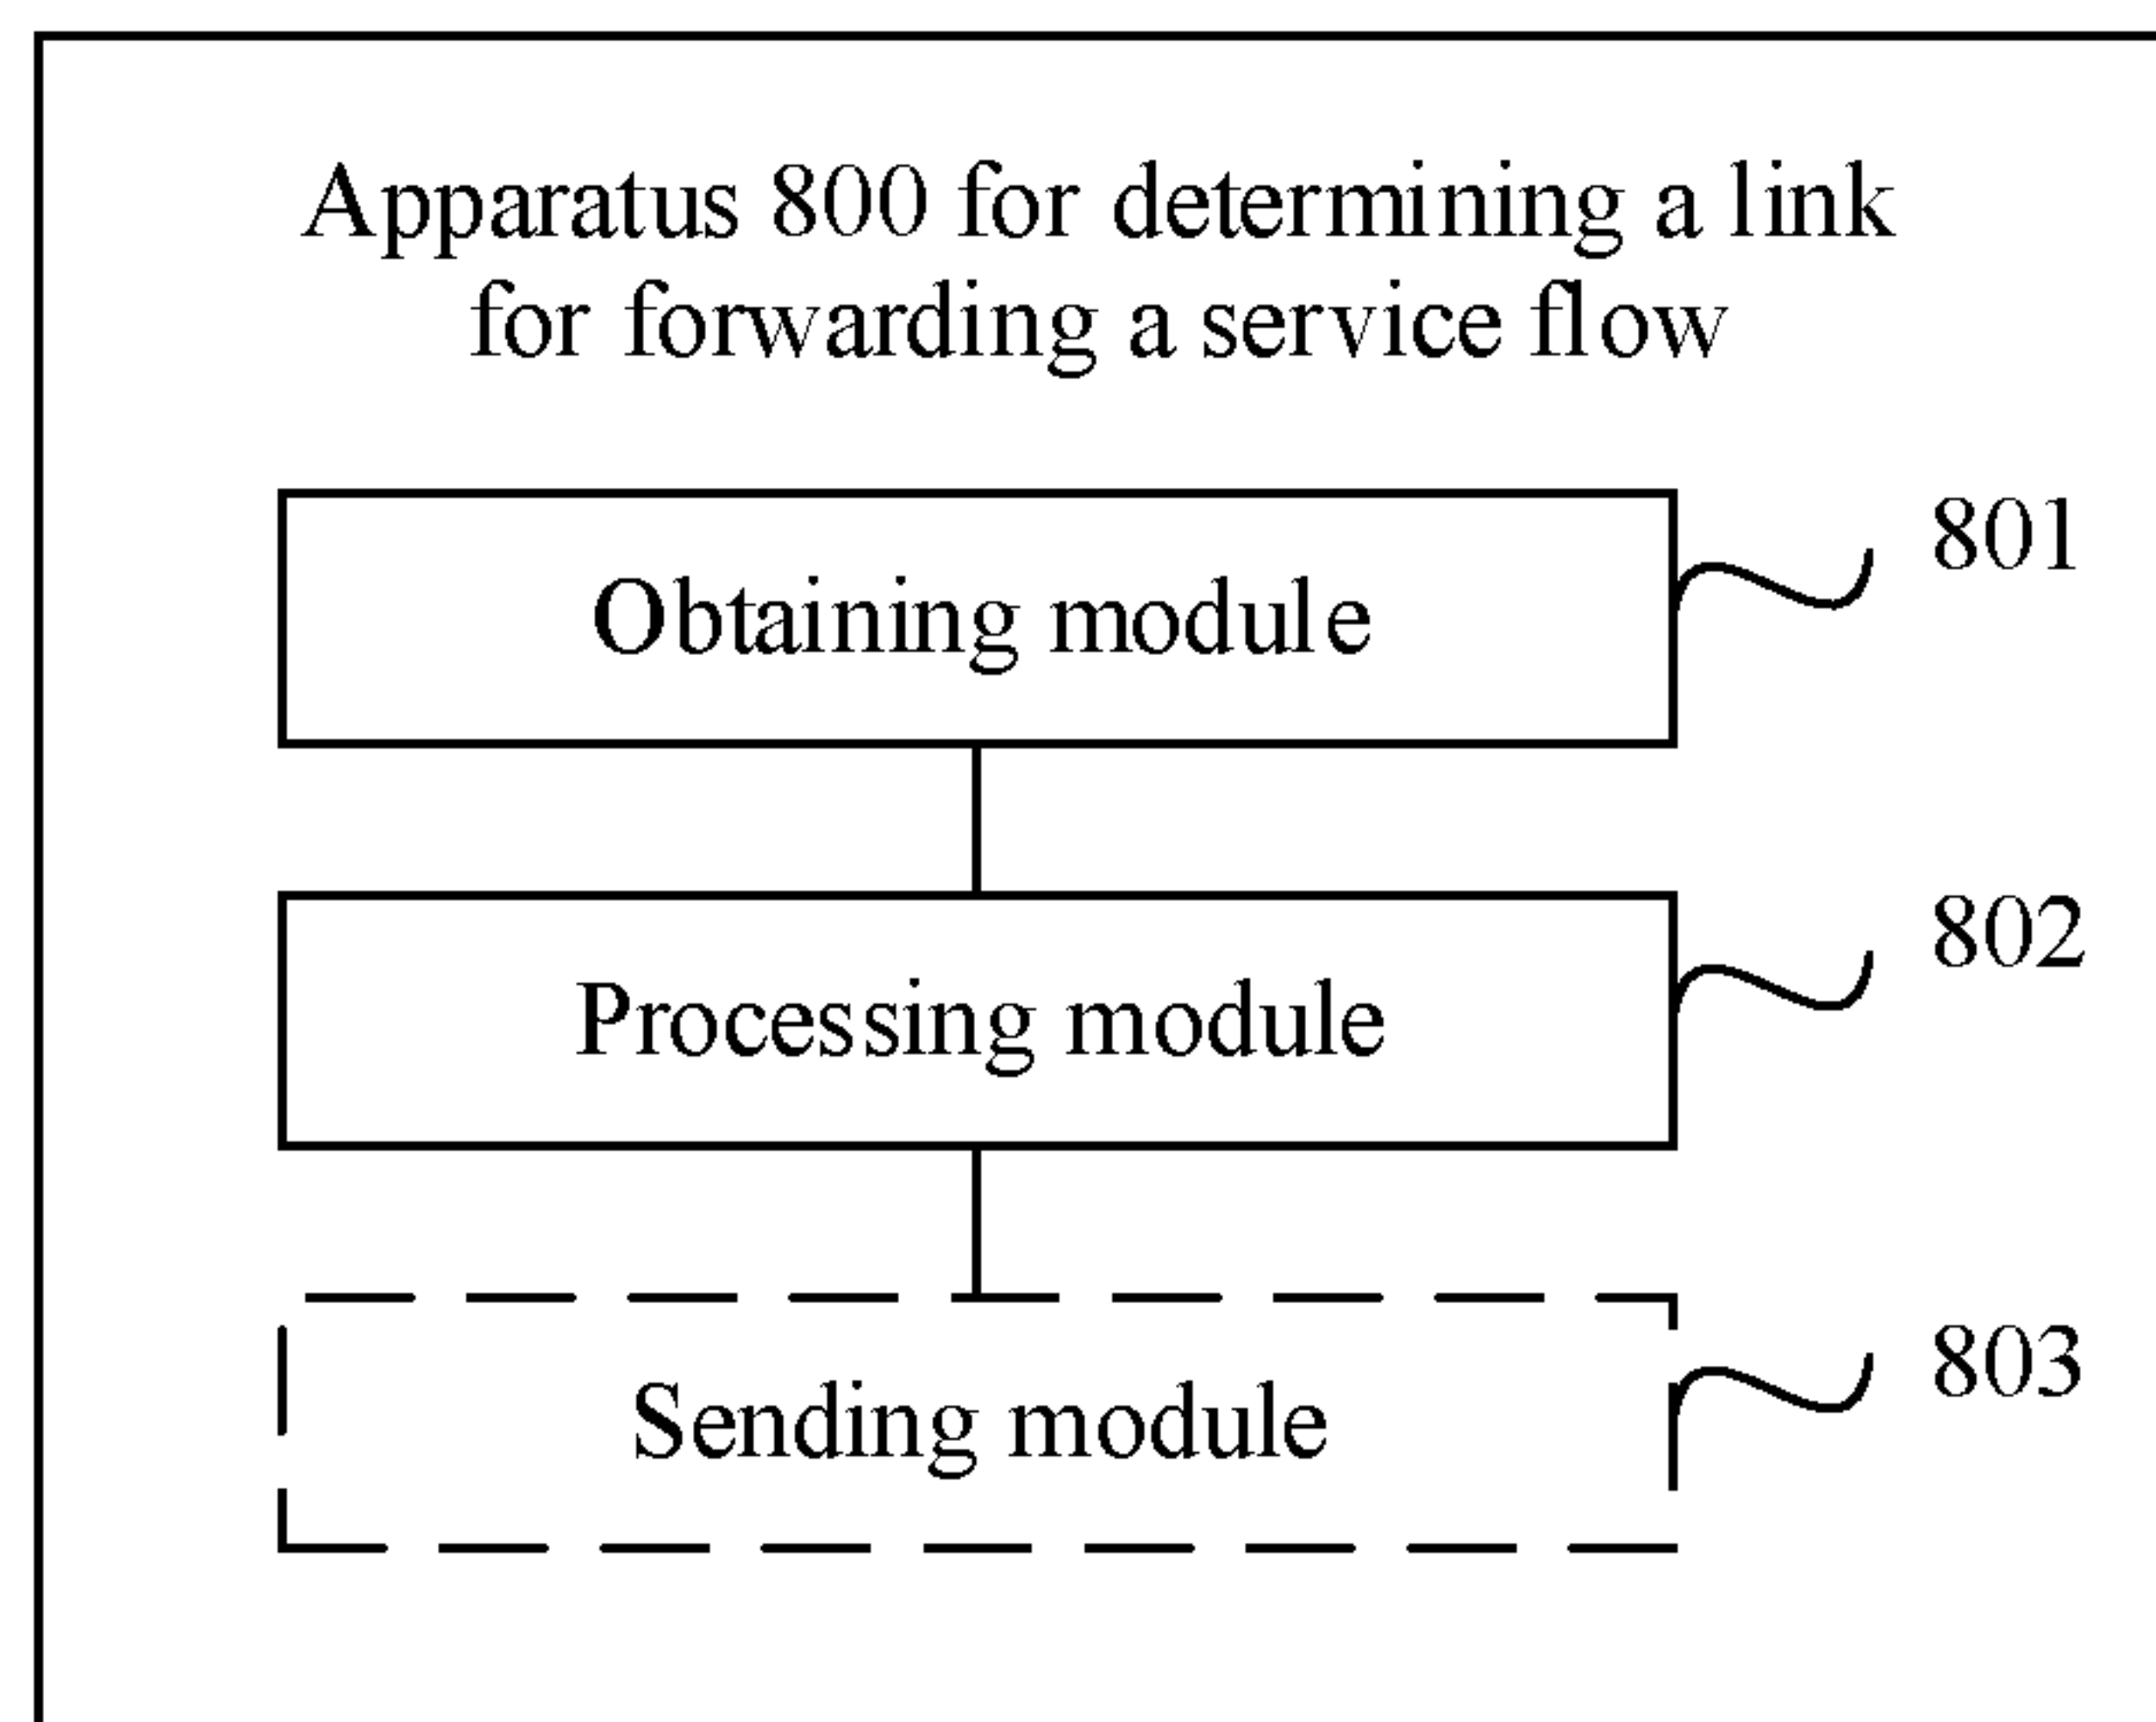 Apparatus 800 for determining a link
for forwarding a service flow
Obtaining module
801
Processing module
802
Sending module
803